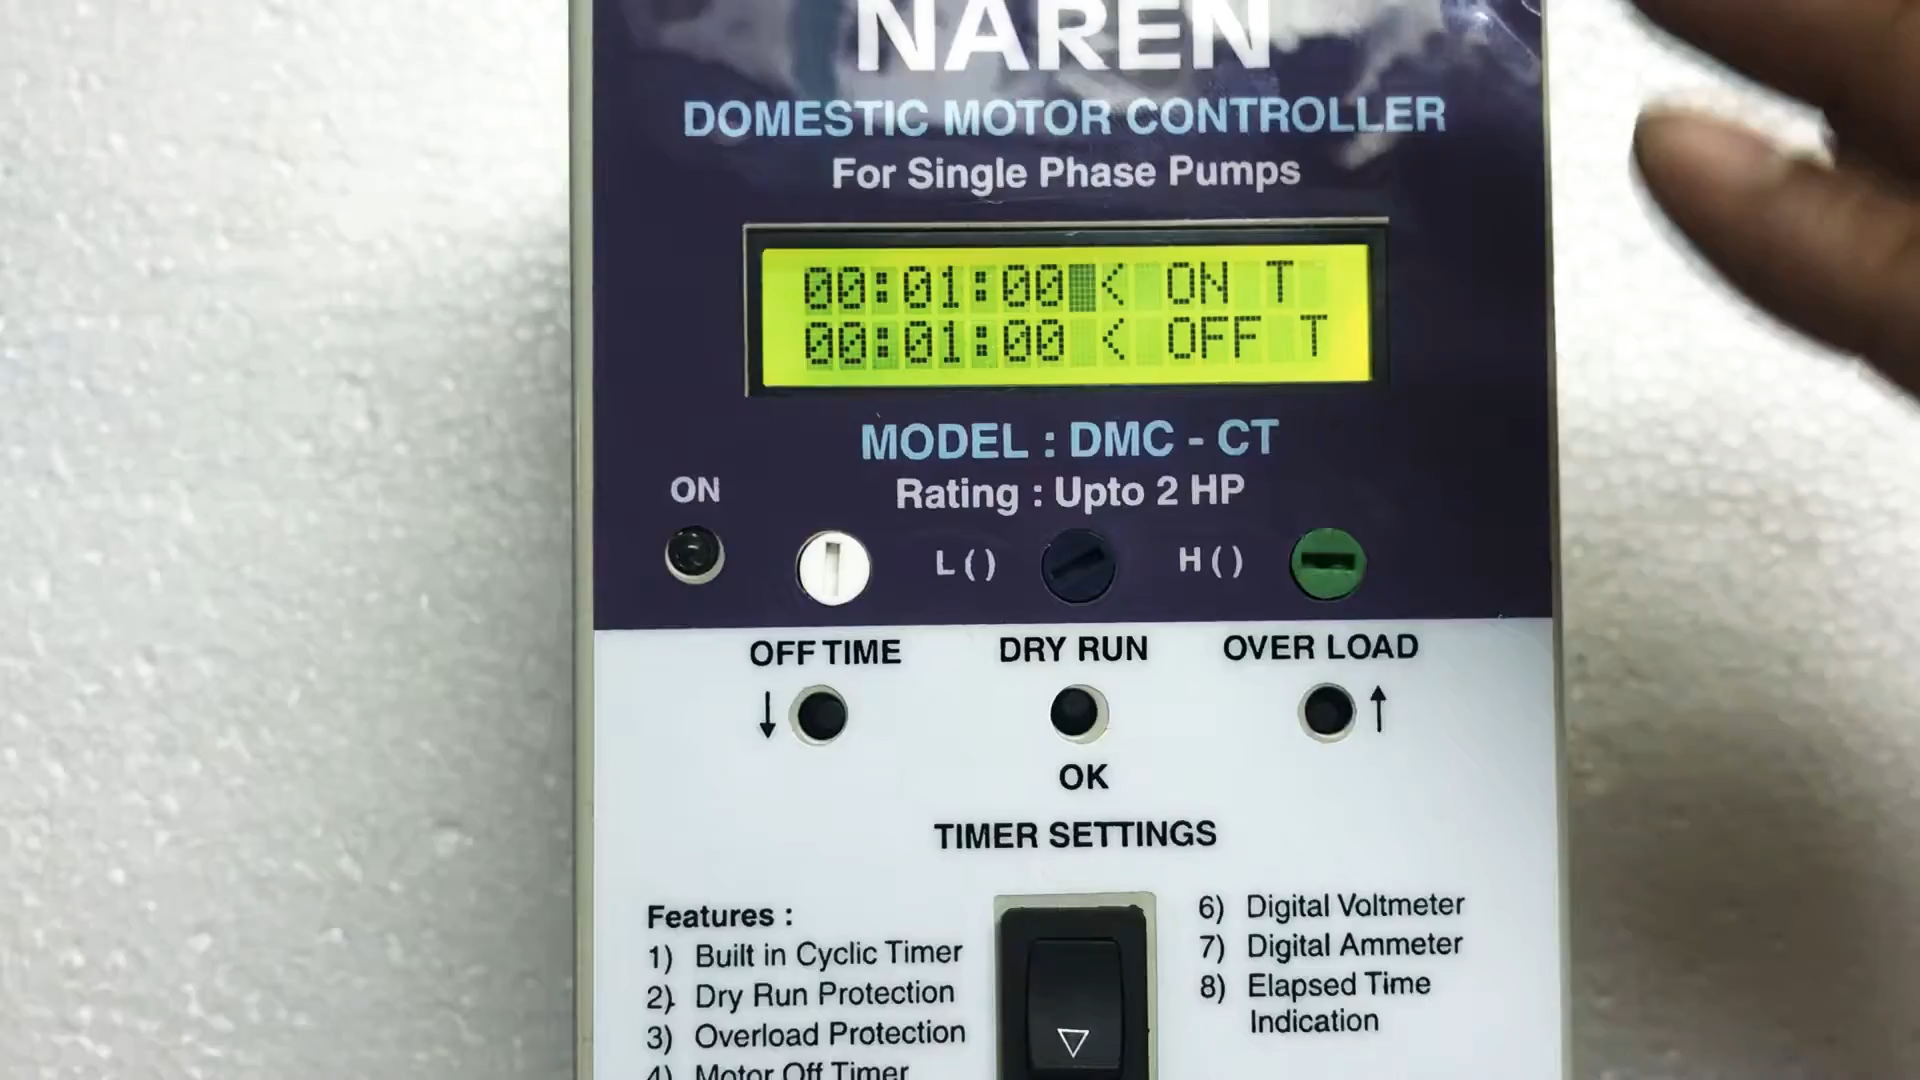 NAREN
DOMESTIC MOTOR CONTROLLER
For Single Phase Pumps
00:01:00 < ON T
00:01:00 < OFF T
MODEL : DMC - CT
Rating : Upto 2 HP
ON
L ( )
H ( )
OFF TIME
DRY RUN
OVER LOAD
↓
↑
OK
TIMER SETTINGS
Features :
1) Built in Cyclic Timer
2) Dry Run Protection
3) Overload Protection
4) Motor Off Timer
6) Digital Voltmeter
7) Digital Ammeter
8) Elapsed Time
Indication